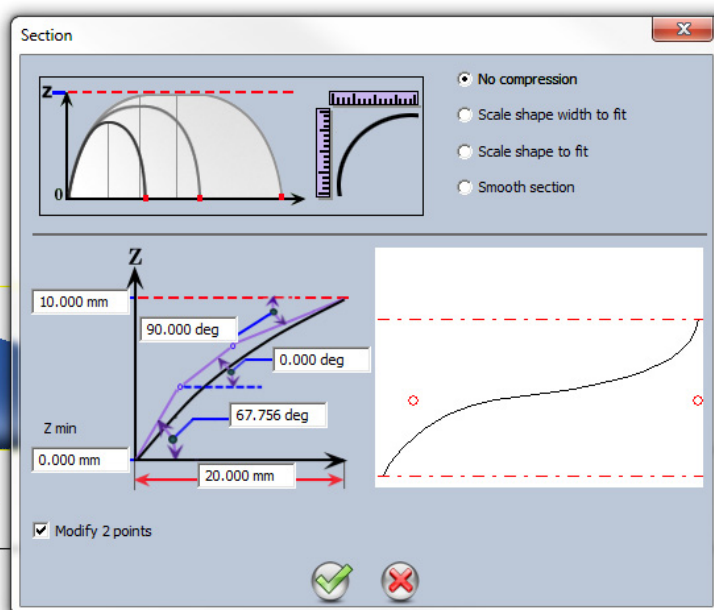 Section
No compression
Z
Scale shape width to fit
Scale shape to fit
Smooth section
0
Z
10.000 mm
90.000 deg
0.000 deg
67.756 deg
Z min
0.000 mm
20.000 mm
Modify 2 points